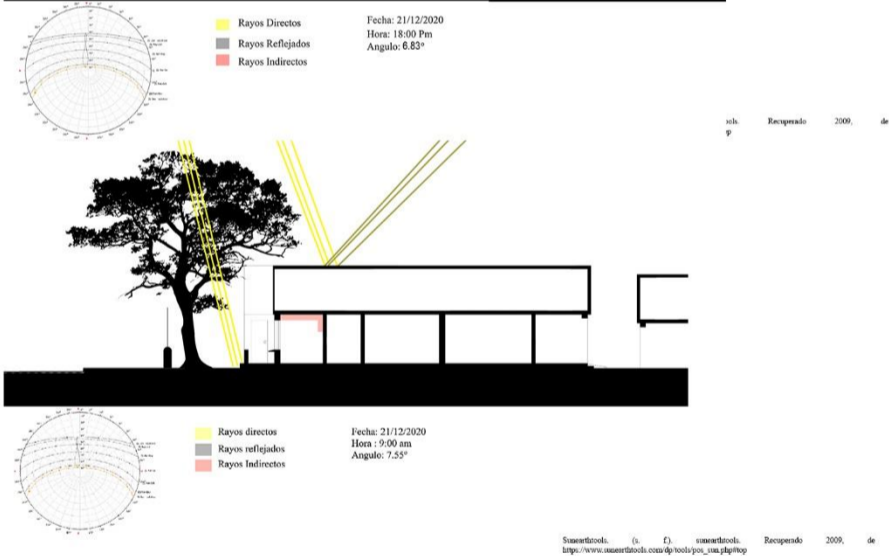 Rayos Directos
Rayos Reflejados
Rayos Indirectos
Fecha: 21/12/2020
Hora: 18:00 Pm
Angulo: 6.83°
ools. Recuperado 2009, de
Rayos directos
Rayos reflejados
Rayos Indirectos
Fecha: 21/12/2020
Hora : 9:00 am
Angulo: 7.55°
Sunearthtools. (s. f.). sunearthtools. Recuperado 2009, de
https://www.sunearthtools.com/dp/tools/pos_sun.php#top